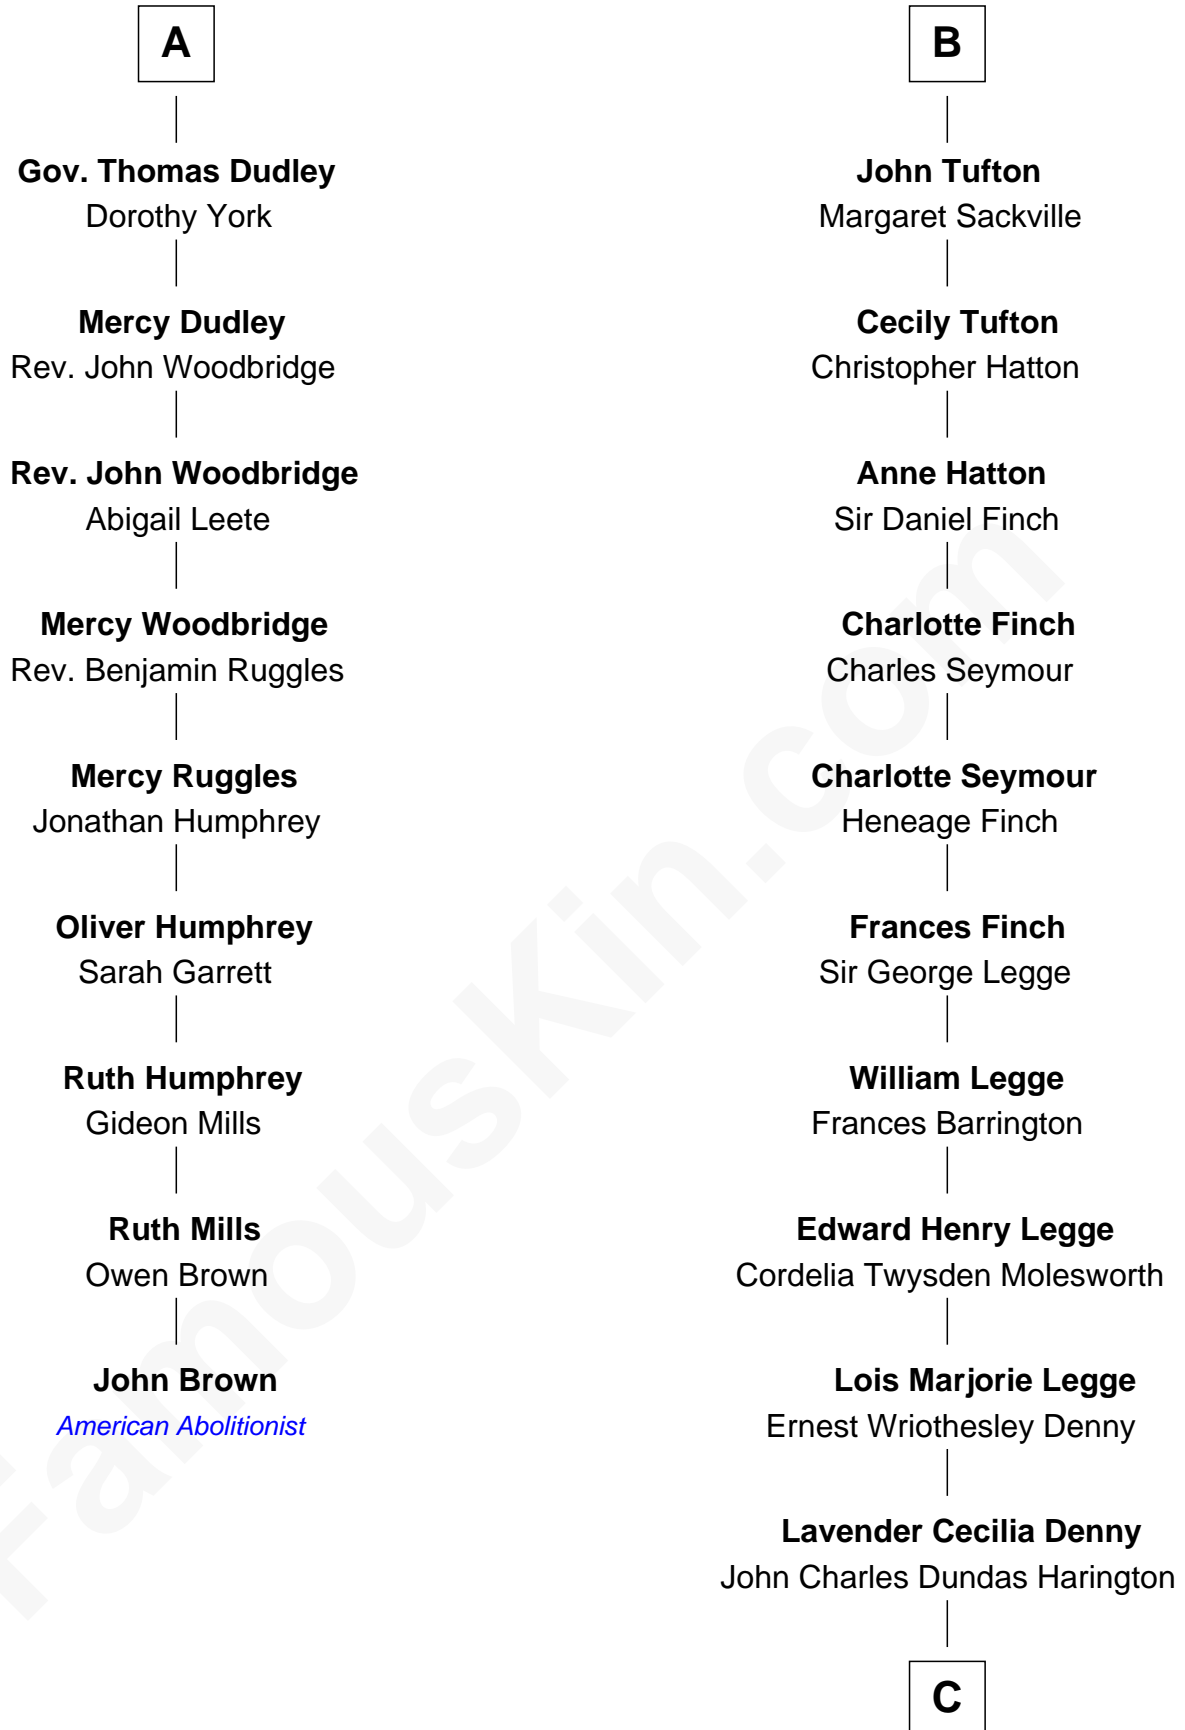 A
Gov. Thomas Dudley
Dorothy York
Mercy Dudley
Rev. John Woodbridge
Rev. John Woodbridge
Abigail Leete
Mercy Woodbridge
Rev. Benjamin Ruggles
Mercy Ruggles
Jonathan Humphrey
Oliver Humphrey
Sarah Garrett
Ruth Humphrey
Gideon Mills
Ruth Mills
Owen Brown
John Brown
American Abolitionist
B
John Tufton
Margaret Sackville
Cecily Tufton
Christopher Hatton
Anne Hatton
Sir Daniel Finch
Charlotte Finch
Charles Seymour
Charlotte Seymour
Heneage Finch
Frances Finch
Sir George Legge
William Legge
Frances Barrington
Edward Henry Legge
Cordelia Twysden Molesworth
Lois Marjorie Legge
Ernest Wriothesley Denny
Lavender Cecilia Denny
John Charles Dundas Harington
C
FamousKin.com